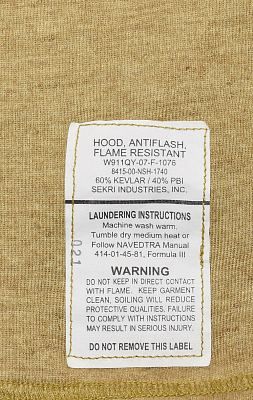 HOOD, ANTIFLASH,
FLAME RESISTANT
W911QY-07-F-1076
8415-00-NSH-1740
60% KEVLAR / 40% PBI
SEKRI INDUSTRIES, INC.
LAUNDERING INSTRUCTIONS
Machine wash warm.
Tumble dry medium heat or
Follow NAVEDTRA Manual
414-01-45-81, Formula III
021
WARNING
DO NOT KEEP IN DIRECT CONTACT
WITH FLAME. KEEP GARMENT
CLEAN, SOILING WILL REDUCE
PROTECTIVE QUALITIES. FAILURE
TO COMPLY WITH INSTRUCTIONS
MAY RESULT IN SERIOUS INJURY.
DO NOT REMOVE THIS LABEL